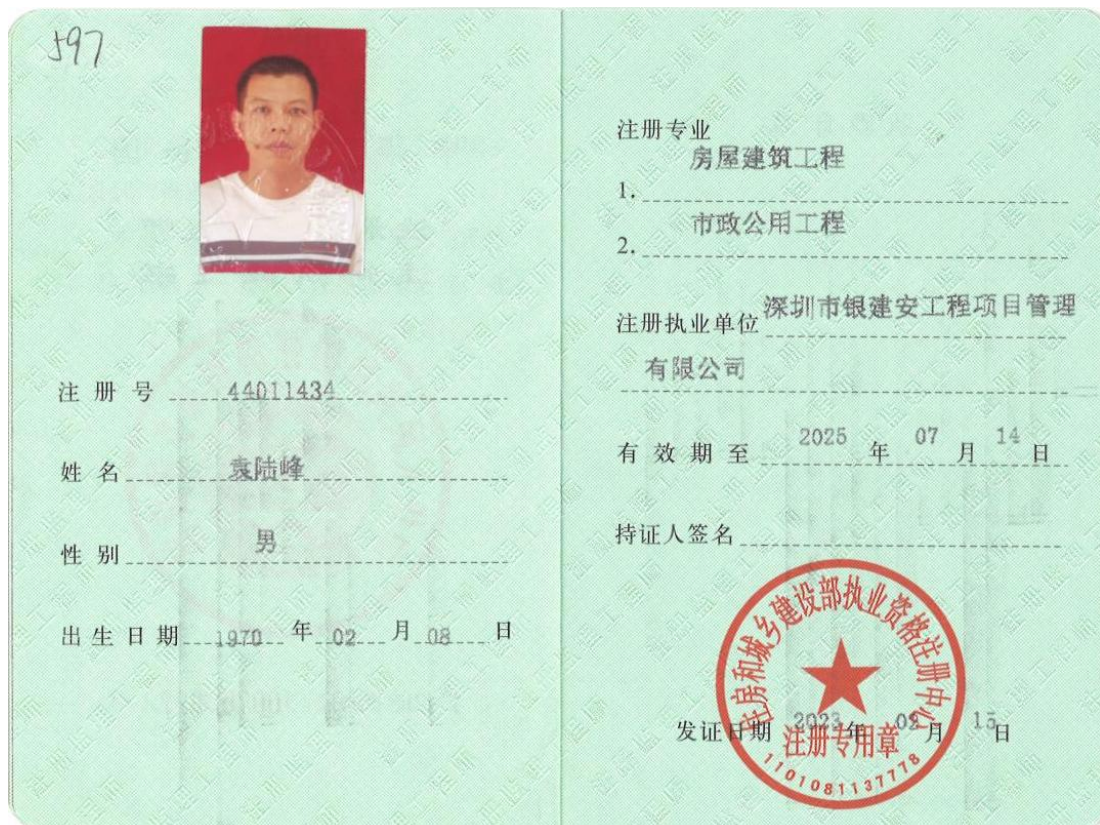 597
注册号 44011434
姓名 袁陆峰
性别 男
出生日期 1970 年 02 月 08 日
注册专业
1. 房屋建筑工程
2. 市政公用工程
注册执业单位 深圳市银建安工程项目管理
有限公司
有效期至 2025 年 07 月 14 日
持证人签名
住房和城乡建设部执业资格注册中心
发证日期 2023 年 02 月 15 日
注册专用章
1101081137778